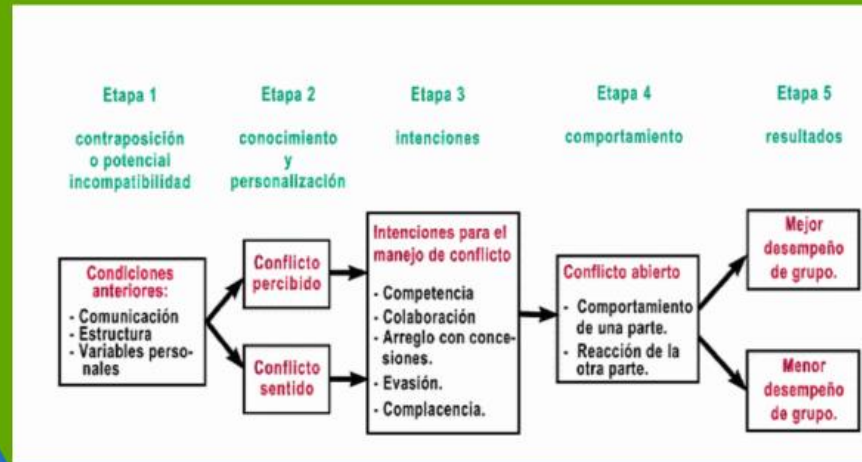 Etapa 1
contraposición
o potencial
incompatibilidad
Etapa 2
conocimiento
y
personalización
Etapa 3
intenciones
Etapa 4
comportamiento
Etapa 5
resultados
Condiciones
anteriores:
- Comunicación
- Estructura
- Variables perso-
nales
Conflicto
percibido
Conflicto
sentido
Intenciones para el
manejo de conflicto
- Competencia
- Colaboración
- Arreglo con conce-
siones.
- Evasión.
- Complacencia.
Conflicto abierto
- Comportamiento
de una parte.
- Reacción de la
otra parte.
Mejor
desempeño
de grupo.
Menor
desempeño
de grupo.